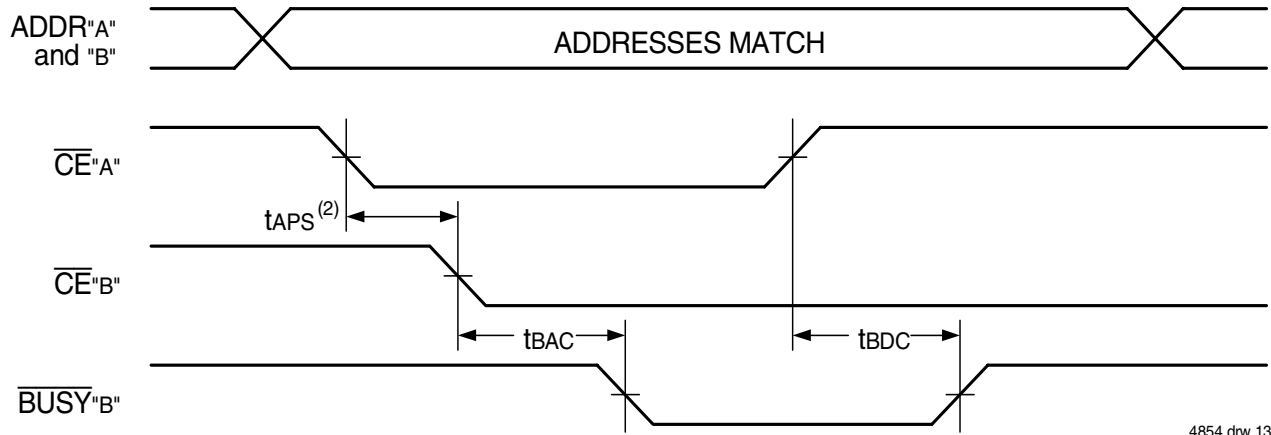 ADDR"A"
and "B"
ADDRESSES MATCH
CE"A"
tAPS(2)
CE"B"
tBAC
tBDC
BUSY"B"
4854 drw 13